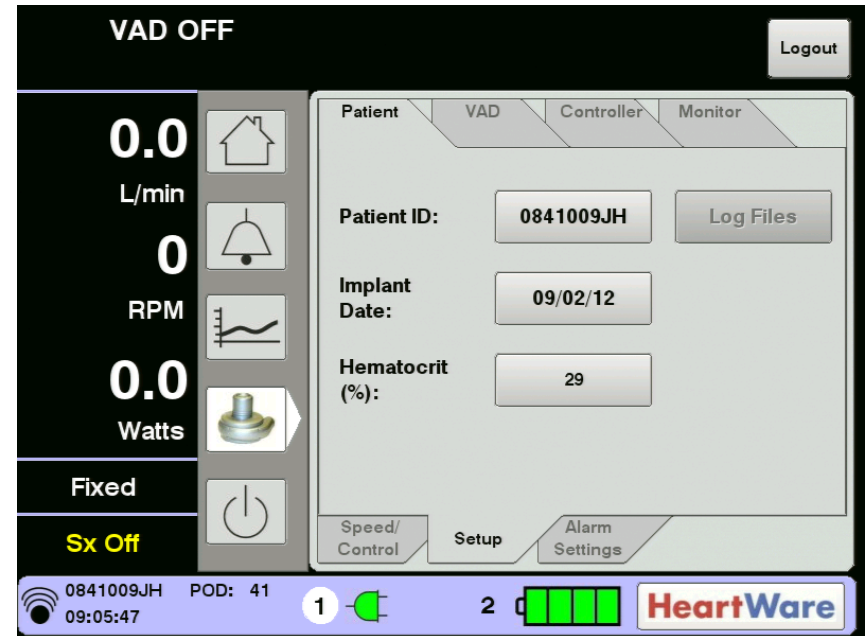 VAD OFF
Logout
0.0
L/min
0
RPM
0.0
Watts
Fixed
Sx Off
Patient VAD Controller Monitor
Patient ID: 0841009JH Log Files
Implant
Date: 09/02/12
Hematocrit
(%): 29
Speed/
Control
Setup
Alarm
Settings
0841009JH POD: 41
09:05:47
1
2
HeartWare